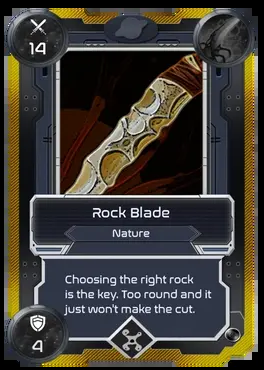 14
Rock Blade
Nature
Choosing the right rock
is the key. Too round and it
just won't make the cut.
4